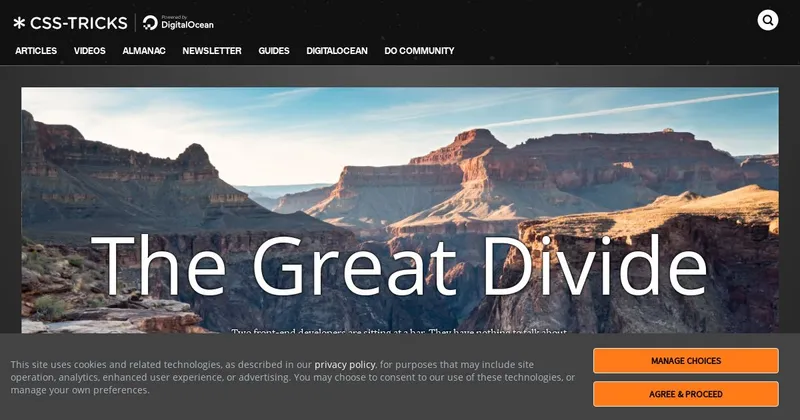 CSS-TRICKS
Powered by
DigitalOcean
ARTICLES VIDEOS ALMANAC NEWSLETTER GUIDES DIGITALOCEAN DO COMMUNITY
The Great Divide
Two front-end developers are sitting at a bar. They have nothing to talk about.
This site uses cookies and related technologies, as described in our privacy policy, for purposes that may include site
operation, analytics, enhanced user experience, or advertising. You may choose to consent to our use of these technologies, or
manage your own preferences.
MANAGE CHOICES
AGREE & PROCEED